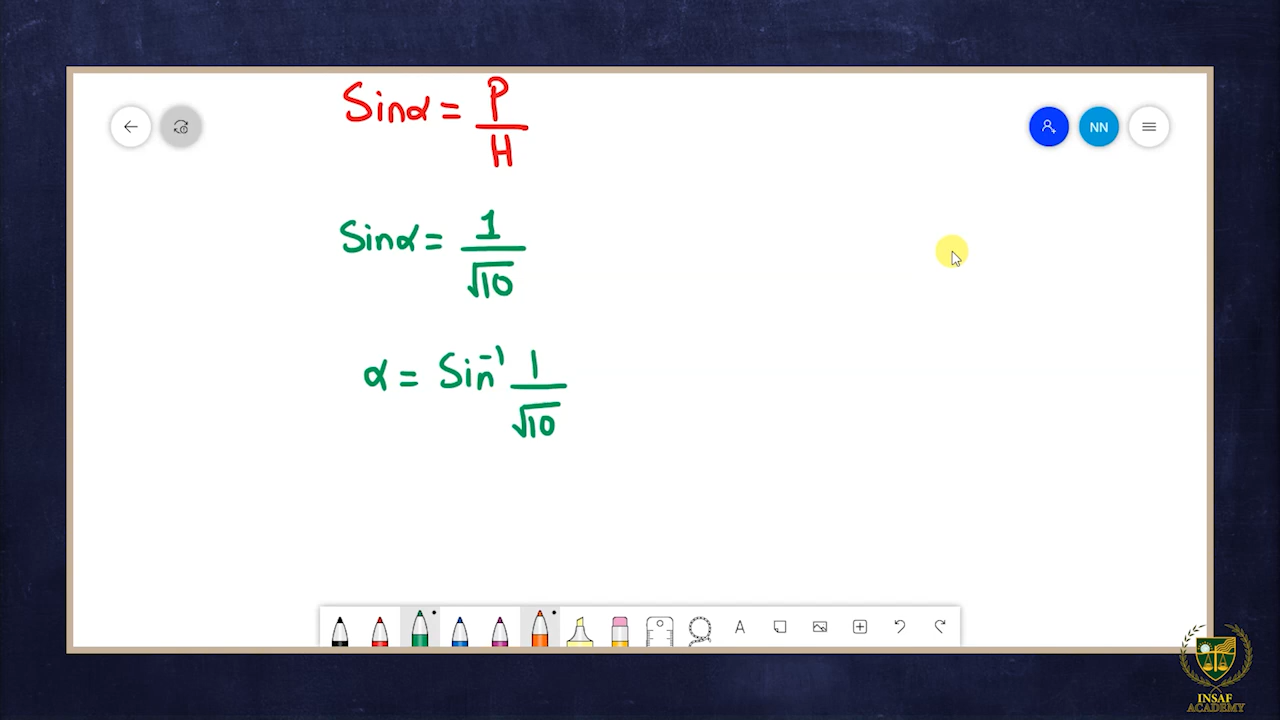 Sinα = P/H
NN
Sinα = 1/√10
α = Sin⁻¹ 1/√10
A
INSAF
ACADEMY